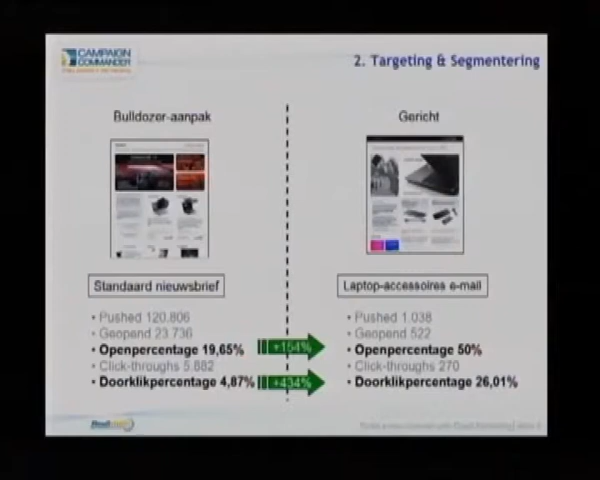 CAMPAIGN
COMMANDER
2. Targeting & Segmentering
Bulldozer-aanpak
Gericht
Standaard nieuwsbrief
Laptop-accessoires e-mail
• Pushed 120.806
• Geopend 23.736
• Openpercentage 19,65%
• Click-throughs 5.882
• Doorklikpercentage 4,87%
+154%
+434%
• Pushed 1.038
• Geopend 522
• Openpercentage 50%
• Click-throughs 270
• Doorklikpercentage 26,01%